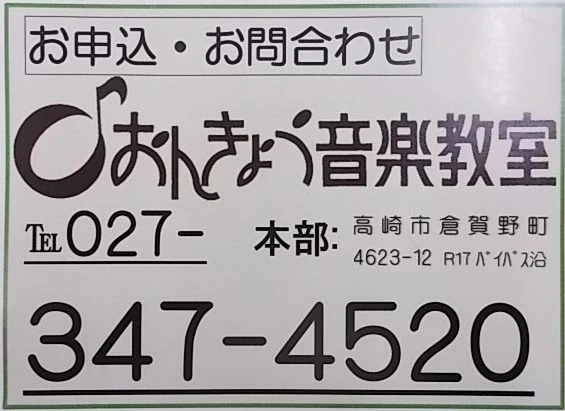 お申込・お問合わせ
おんきょう音楽教室
TEL 027-
本部: 高崎市倉賀野町
4623-12 R17バイパス沿
347-4520